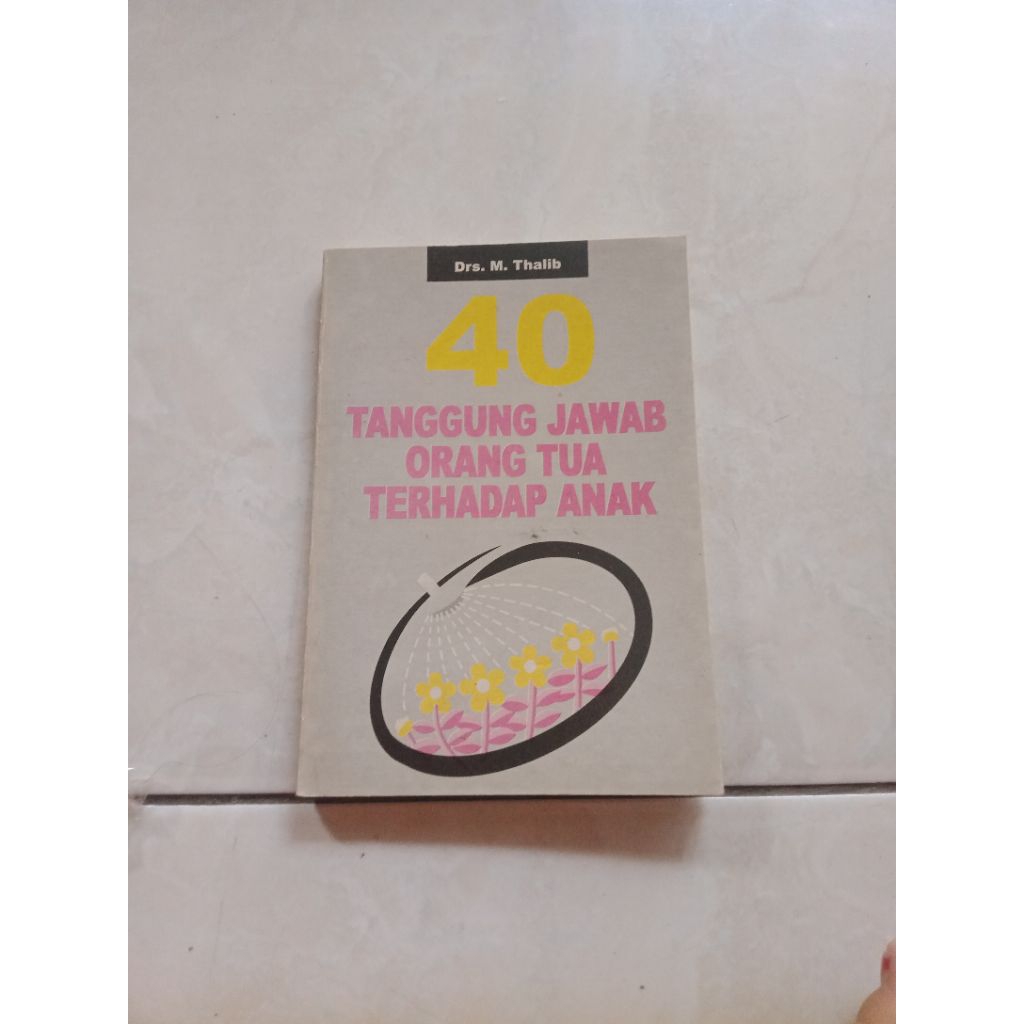 Drs. M. Thalib
40
TANGGUNG JAWAB
ORANG TUA
TERHADAP ANAK